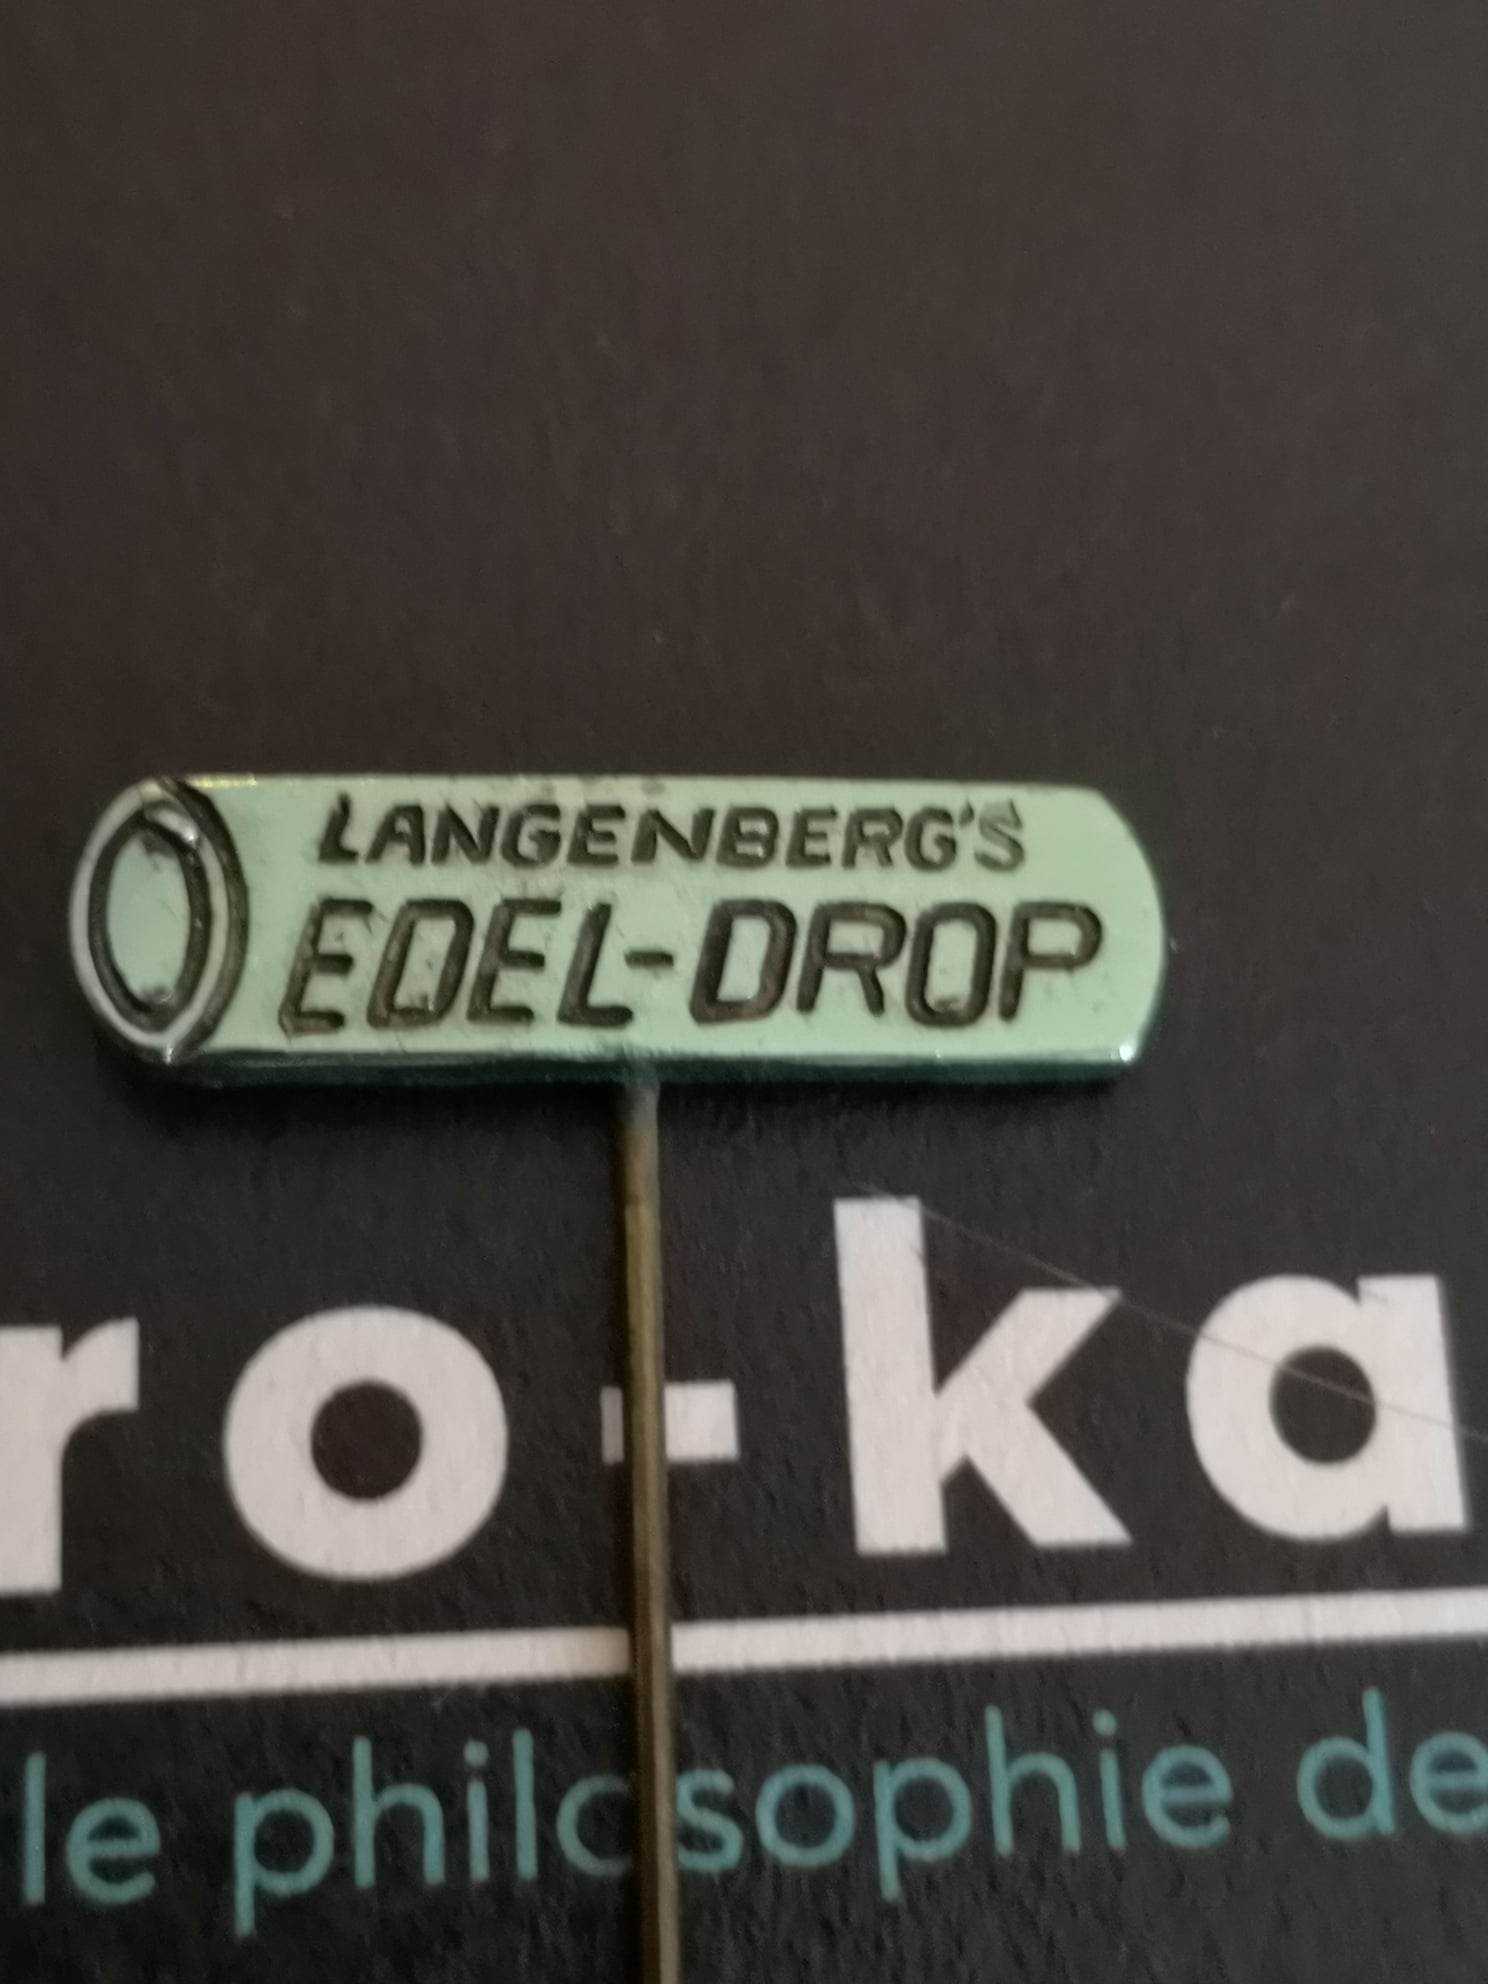 LANGENBERG'S
EDEL-DROP
ro-ka
le philosophie de